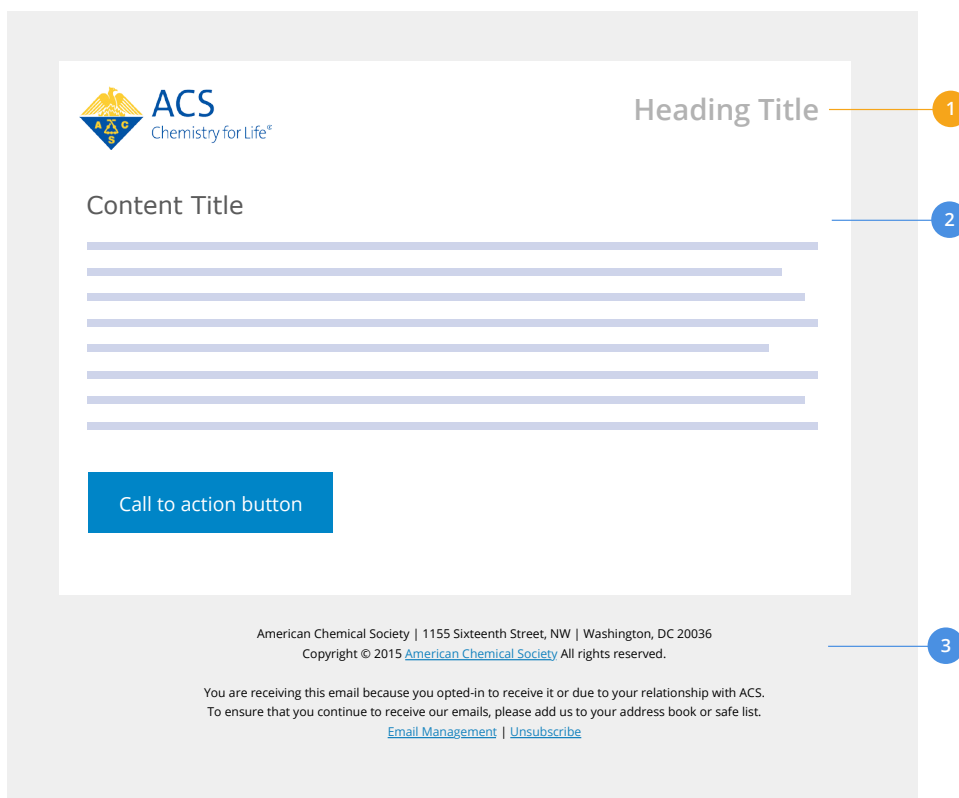 ACS
Chemistry for Life®
A C S
Heading Title
1
Content Title
2
Call to action button
American Chemical Society | 1155 Sixteenth Street, NW | Washington, DC 20036
Copyright © 2015 American Chemical Society All rights reserved.
3
You are receiving this email because you opted-in to receive it or due to your relationship with ACS.
To ensure that you continue to receive our emails, please add us to your address book or safe list.
Email Management | Unsubscribe